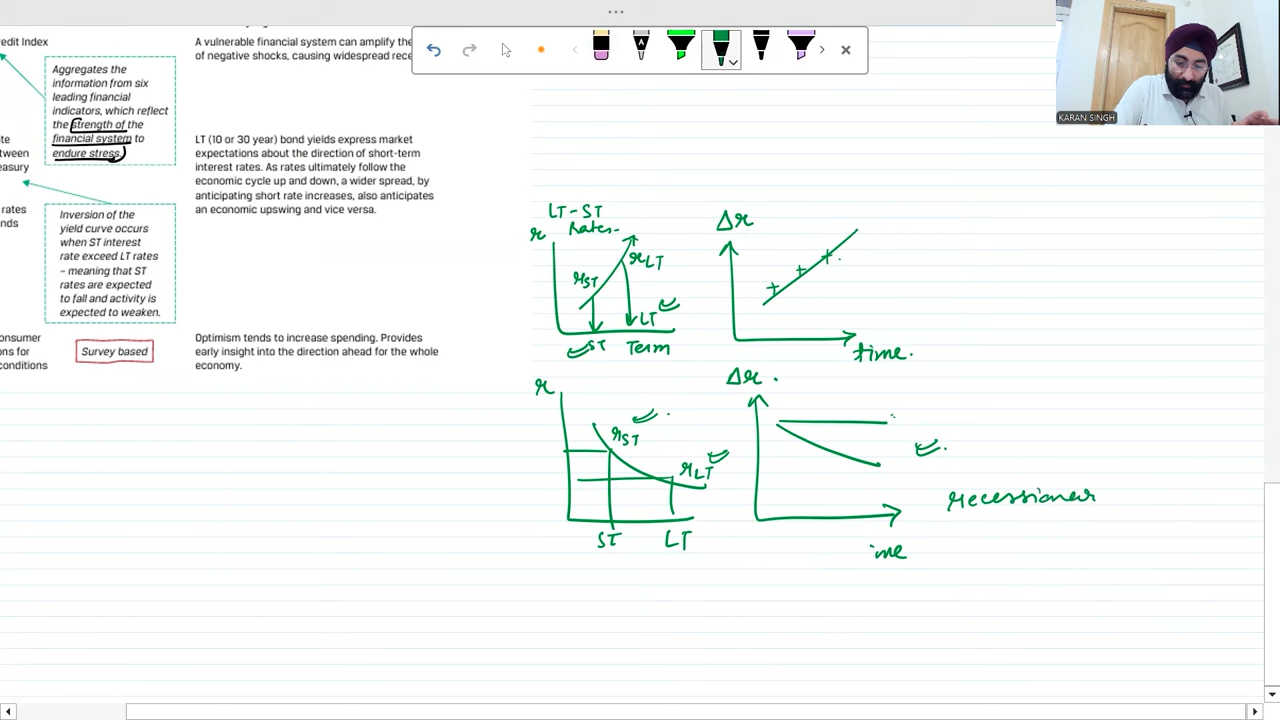 edit Index
A vulnerable financial system can amplify the
of negative shocks, causing widespread rece
Aggregates the
information from six
leading financial
indicators, which reflect
the strength of the
financial system to
endure stress.
te
tween
easury
rates
nds
LT (10 or 30 year) bond yields express market
expectations about the direction of short-term
interest rates. As rates ultimately follow the
economic cycle up and down, a wider spread, by
anticipating short rate increases, also anticipates
an economic upswing and vice versa.
Inversion of the
yield curve occurs
when ST interest
rate exceed LT rates
– meaning that ST
rates are expected
to fall and activity is
expected to weaken.
onsumer
ons for
conditions
Survey based
Optimism tends to increase spending. Provides
early insight into the direction ahead for the whole
economy.
KARAN SINGH
LT-ST
Rates-
r
rST
rLT
LT
ST
Term
Δr
time.
r
rST
rLT
ST
LT
Δr.
ime
recessionar